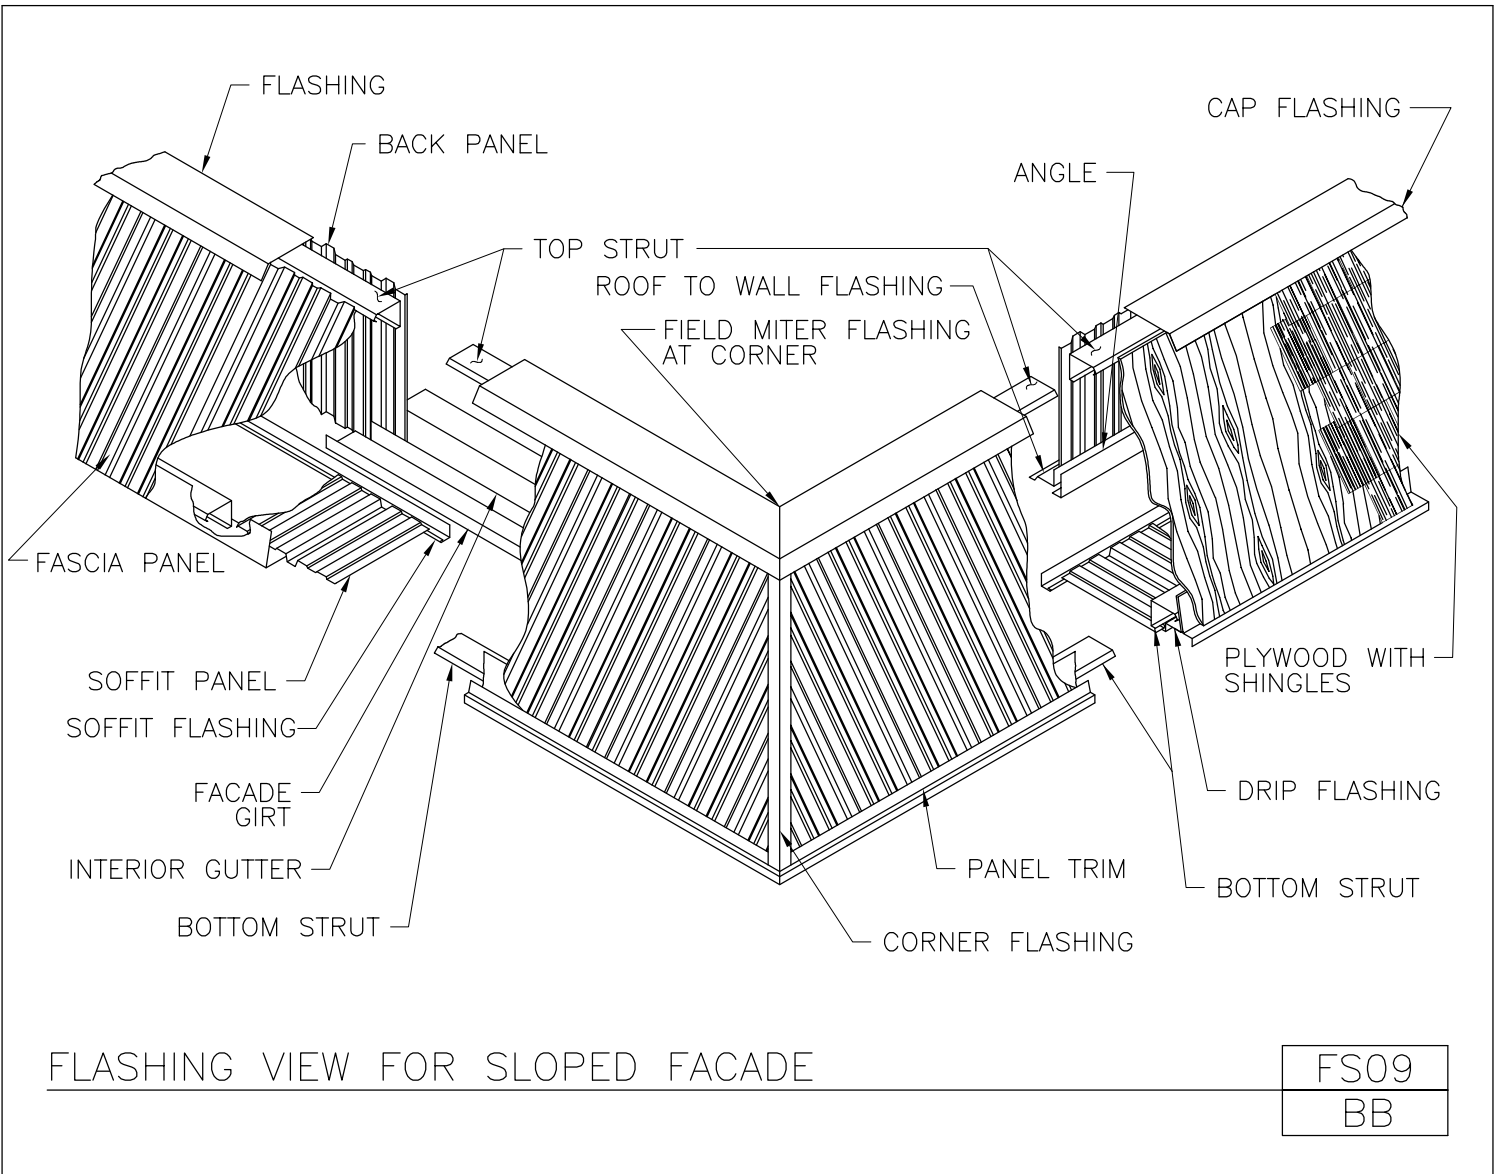 FLASHING
CAP FLASHING
BACK PANEL
ANGLE
TOP STRUT
ROOF TO WALL FLASHING
FIELD MITER FLASHING
AT CORNER
FASCIA PANEL
SOFFIT PANEL
PLYWOOD WITH
SHINGLES
SOFFIT FLASHING
FACADE
GIRT
DRIP FLASHING
INTERIOR GUTTER
PANEL TRIM
BOTTOM STRUT
BOTTOM STRUT
CORNER FLASHING
FLASHING VIEW FOR SLOPED FACADE
FS09
BB